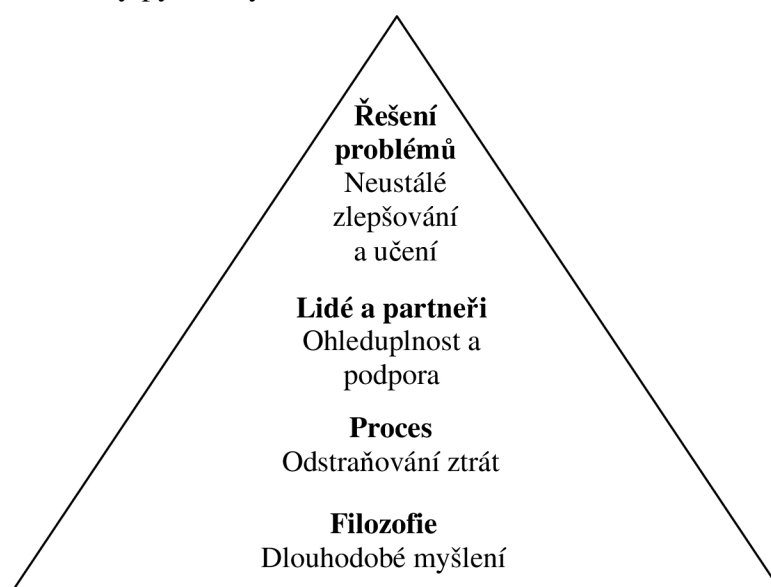 Řešení
problémů
Neustálé
zlepšování
a učení
Lidé a partneři
Ohleduplnost a
podpora
Proces
Odstraňování ztrát
Filozofie
Dlouhodobé myšlení